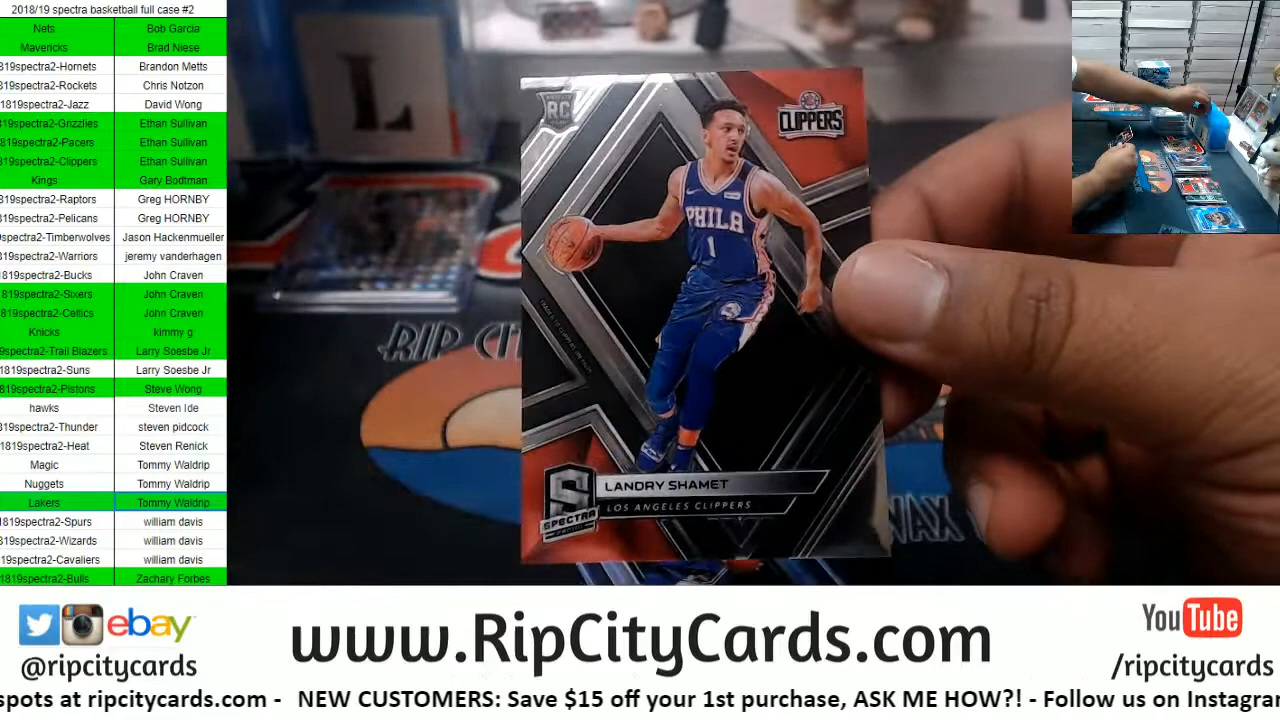 2018/19 spectra basketball full case #2
Nets Bob Garcia
Mavericks Brad Niese
819spectra2-Hornets Brandon Metts
819spectra2-Rockets Chris Notzon
1819spectra2-Jazz David Wong
819spectra2-Grizzlies Ethan Sullivan
819spectra2-Pacers Ethan Sullivan
819spectra2-Clippers Ethan Sullivan
Kings Gary Bodtman
819spectra2-Raptors Greg HORNBY
819spectra2-Pelicans Greg HORNBY
spectra2-Timberwolves Jason Hackenmueller
spectra2-Warriors jeremy vanderhagen
819spectra2-Bucks John Craven
819spectra2-Sixers John Craven
819spectra2-Celtics John Craven
Knicks kimmy g
9spectra2-Trail Blazers Larry Soesbe Jr
1819spectra2-Suns Larry Soesbe Jr
819spectra2-Pistons Steve Wong
hawks Steven Ide
819spectra2-Thunder steven pidcock
1819spectra2-Heat Steven Renick
Magic Tommy Waldrip
Nuggets Tommy Waldrip
Lakers Tommy Waldrip
1819spectra2-Spurs william davis
819spectra2-Wizards william davis
19spectra2-Cavaliers william davis
1819spectra2-Bulls Zachary Forbes
L
RC
CLIPPERS
PHILA
1
LANDRY SHAMET
SPECTRA
LOS ANGELES CLIPPERS
RIP CIT
WAX
ebay
@ripcitycards
www.RipCityCards.com
YouTube
/ripcitycards
spots at ripcitycards.com - NEW CUSTOMERS: Save $15 off your 1st purchase, ASK ME HOW?! - Follow us on Instagra